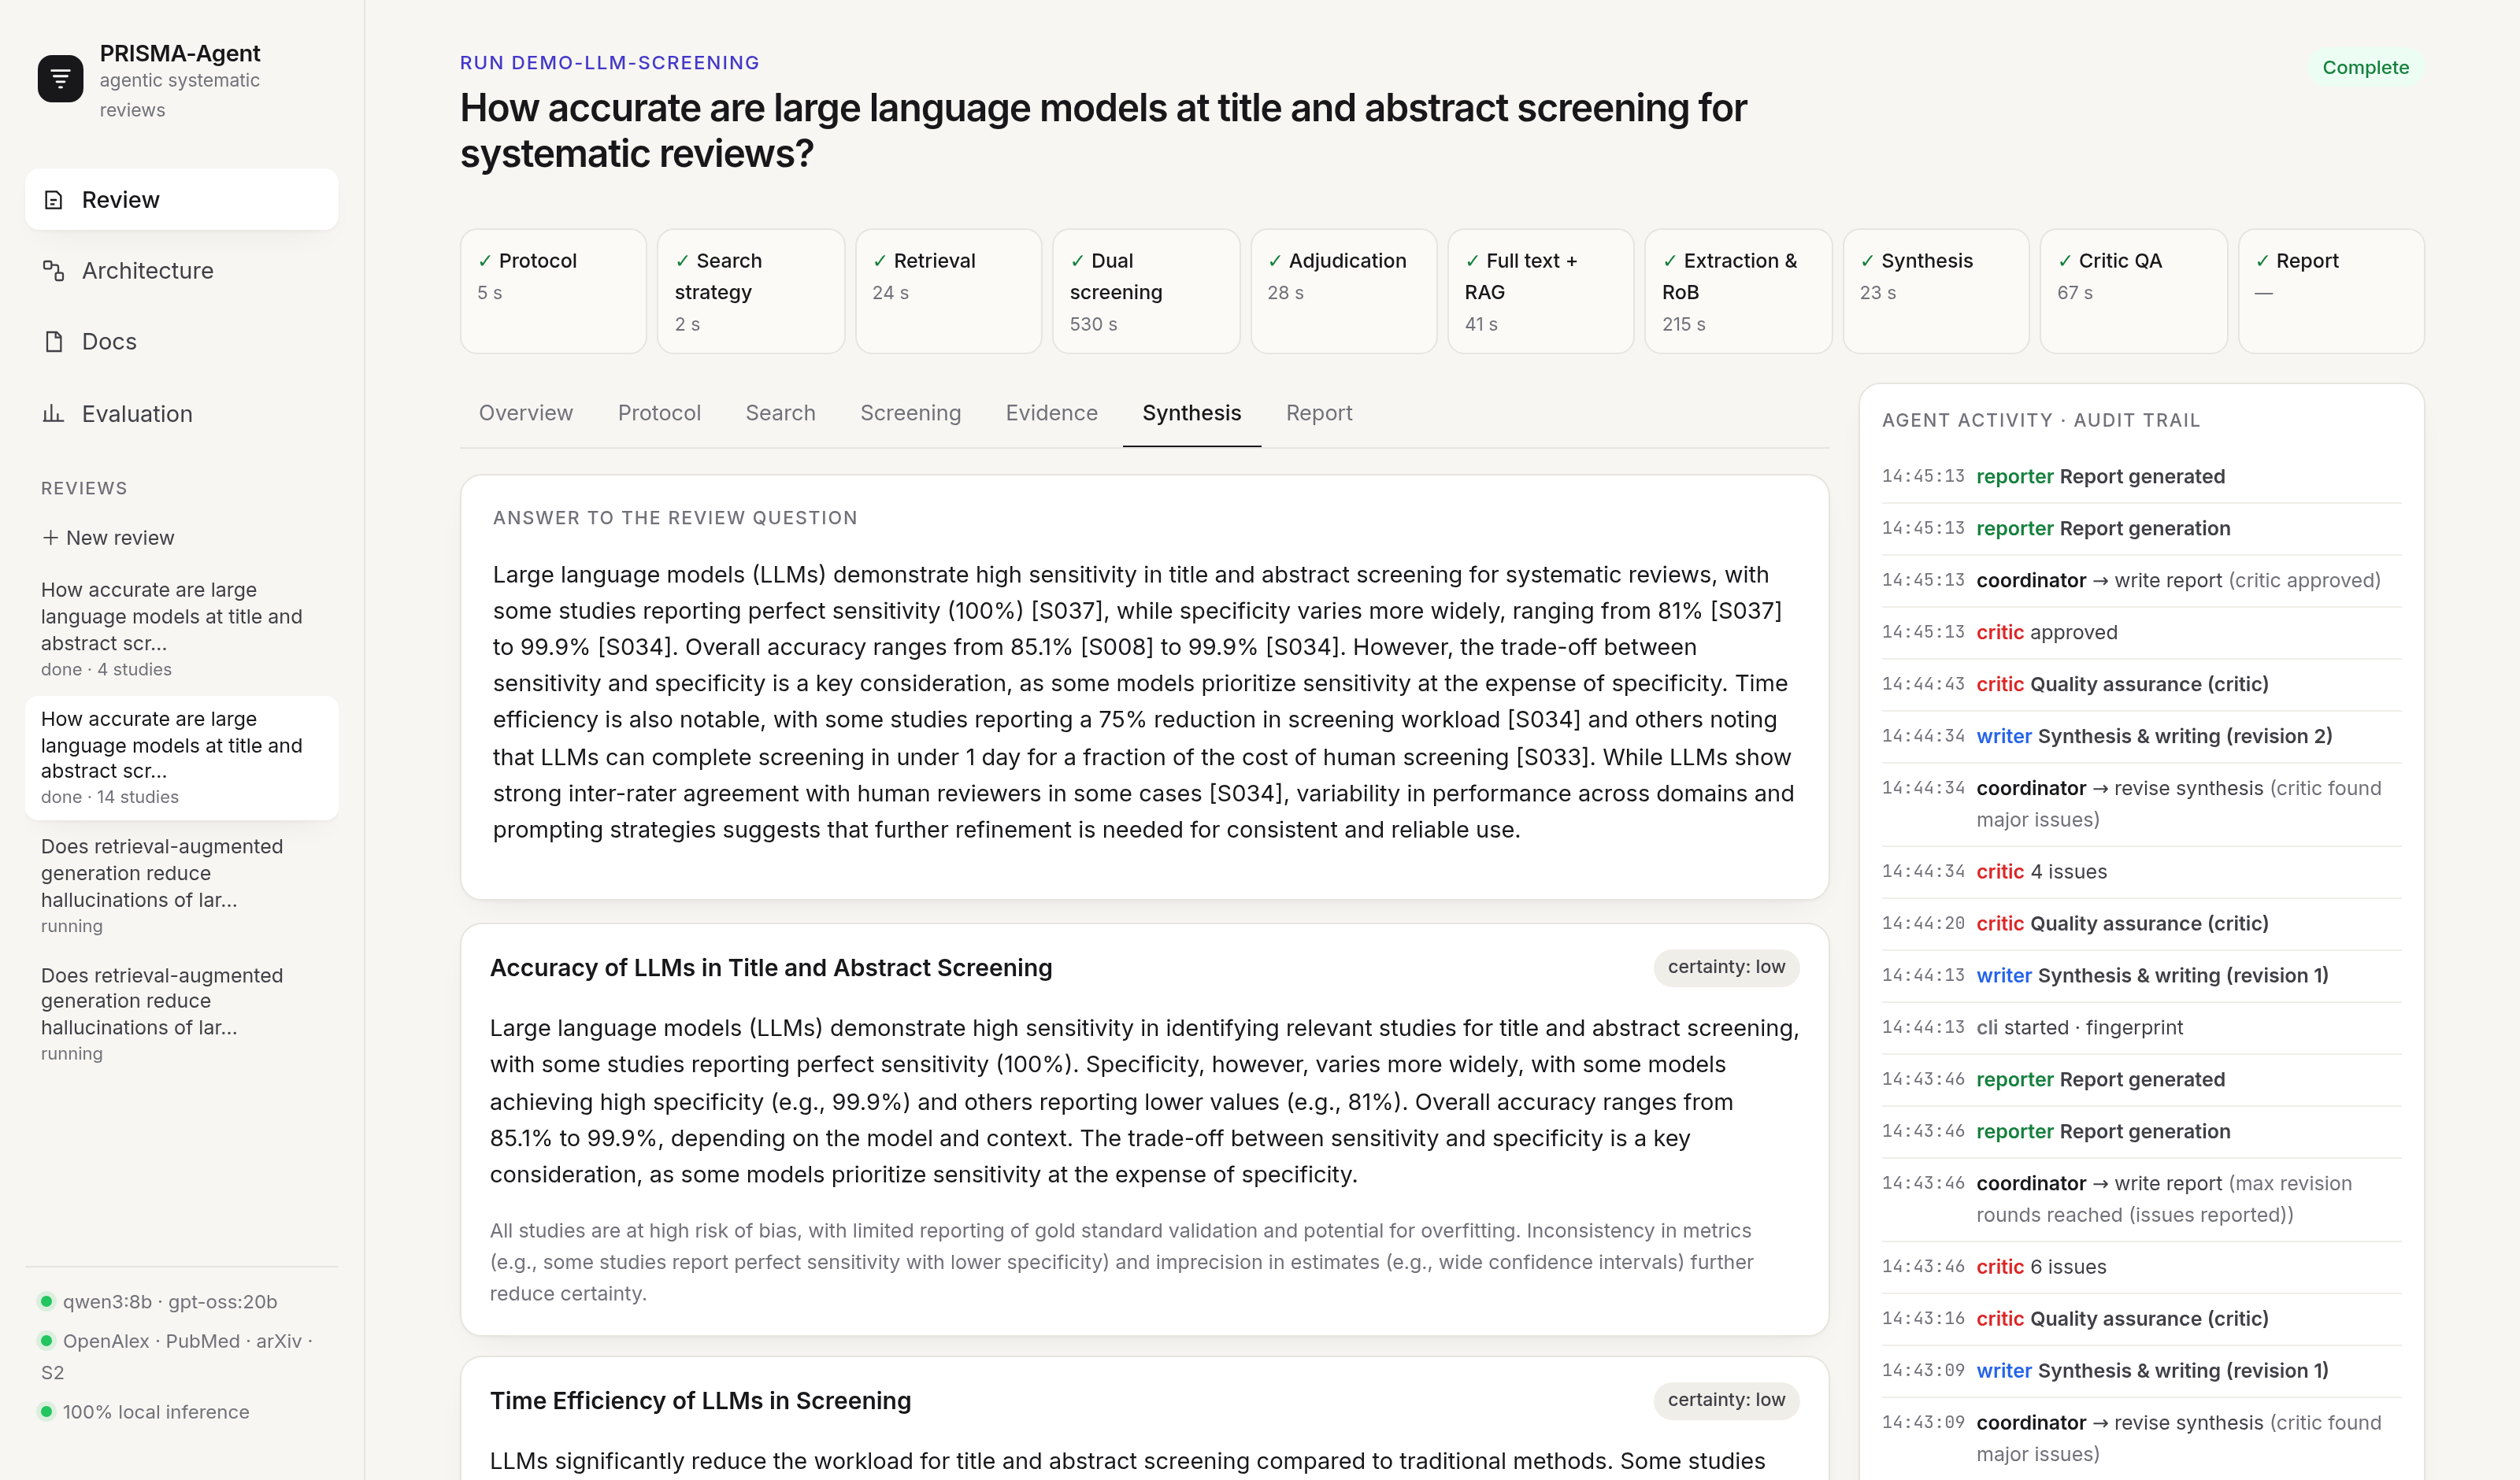 PRISMA-Agent
agentic systematic
reviews
Review
Architecture
Docs
Evaluation
REVIEWS
+ New review
How accurate are large
language models at title and
abstract scr...
done · 4 studies
How accurate are large
language models at title and
abstract scr...
done · 14 studies
Does retrieval-augmented
generation reduce
hallucinations of lar...
running
Does retrieval-augmented
generation reduce
hallucinations of lar...
running
qwen3:8b · gpt-oss:20b
OpenAlex · PubMed · arXiv ·
S2
100% local inference
RUN DEMO-LLM-SCREENING
Complete
How accurate are large language models at title and abstract screening for
systematic reviews?
✓ Protocol
5 s
✓ Search
strategy
2 s
✓ Retrieval
24 s
✓ Dual
screening
530 s
✓ Adjudication
28 s
✓ Full text +
RAG
41 s
✓ Extraction &
RoB
215 s
✓ Synthesis
23 s
✓ Critic QA
67 s
✓ Report
—
Overview Protocol Search Screening Evidence Synthesis Report
ANSWER TO THE REVIEW QUESTION
Large language models (LLMs) demonstrate high sensitivity in title and abstract screening for systematic reviews, with
some studies reporting perfect sensitivity (100%) [S037], while specificity varies more widely, ranging from 81% [S037]
to 99.9% [S034]. Overall accuracy ranges from 85.1% [S008] to 99.9% [S034]. However, the trade-off between
sensitivity and specificity is a key consideration, as some models prioritize sensitivity at the expense of specificity. Time
efficiency is also notable, with some studies reporting a 75% reduction in screening workload [S034] and others noting
that LLMs can complete screening in under 1 day for a fraction of the cost of human screening [S033]. While LLMs show
strong inter-rater agreement with human reviewers in some cases [S034], variability in performance across domains and
prompting strategies suggests that further refinement is needed for consistent and reliable use.
Accuracy of LLMs in Title and Abstract Screening
certainty: low
Large language models (LLMs) demonstrate high sensitivity in identifying relevant studies for title and abstract screening,
with some studies reporting perfect sensitivity (100%). Specificity, however, varies more widely, with some models
achieving high specificity (e.g., 99.9%) and others reporting lower values (e.g., 81%). Overall accuracy ranges from
85.1% to 99.9%, depending on the model and context. The trade-off between sensitivity and specificity is a key
consideration, as some models prioritize sensitivity at the expense of specificity.
All studies are at high risk of bias, with limited reporting of gold standard validation and potential for overfitting. Inconsistency in metrics
(e.g., some studies report perfect sensitivity with lower specificity) and imprecision in estimates (e.g., wide confidence intervals) further
reduce certainty.
Time Efficiency of LLMs in Screening
certainty: low
LLMs significantly reduce the workload for title and abstract screening compared to traditional methods. Some studies
AGENT ACTIVITY · AUDIT TRAIL
14:45:13 reporter Report generated
14:45:13 reporter Report generation
14:45:13 coordinator → write report (critic approved)
14:45:13 critic approved
14:44:43 critic Quality assurance (critic)
14:44:34 writer Synthesis & writing (revision 2)
14:44:34 coordinator → revise synthesis (critic found
major issues)
14:44:34 critic 4 issues
14:44:20 critic Quality assurance (critic)
14:44:13 writer Synthesis & writing (revision 1)
14:44:13 cli started · fingerprint
14:43:46 reporter Report generated
14:43:46 reporter Report generation
14:43:46 coordinator → write report (max revision
rounds reached (issues reported))
14:43:46 critic 6 issues
14:43:16 critic Quality assurance (critic)
14:43:09 writer Synthesis & writing (revision 1)
14:43:09 coordinator → revise synthesis (critic found
major issues)